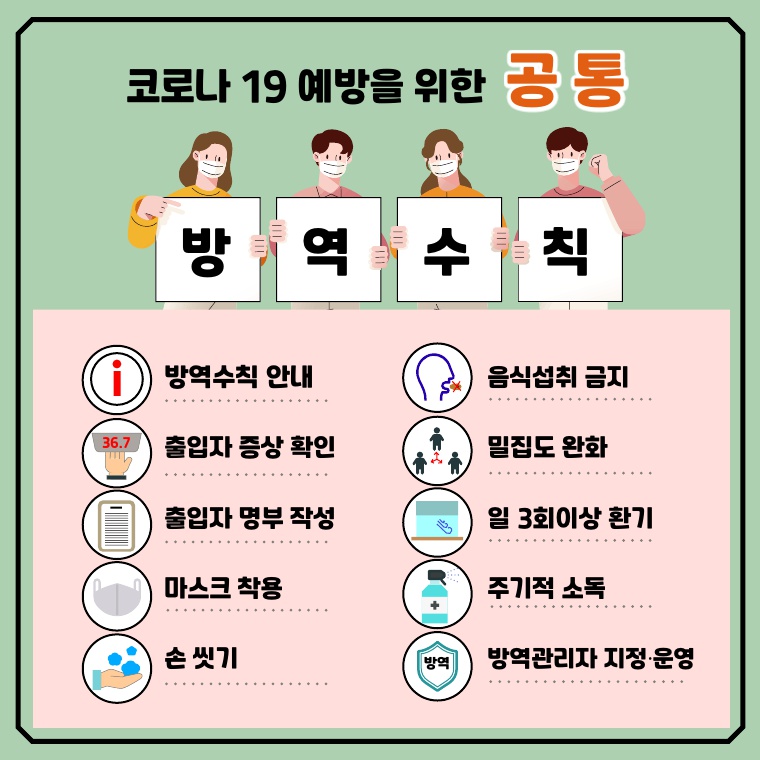 코로나 19 예방을 위한 공통
방역수칙
방역수칙 안내
36.7
출입자 증상 확인
출입자 명부 작성
마스크 착용
손 씻기
음식섭취 금지
밀집도 완화
일 3회이상 환기
주기적 소독
방역
방역관리자 지정·운영